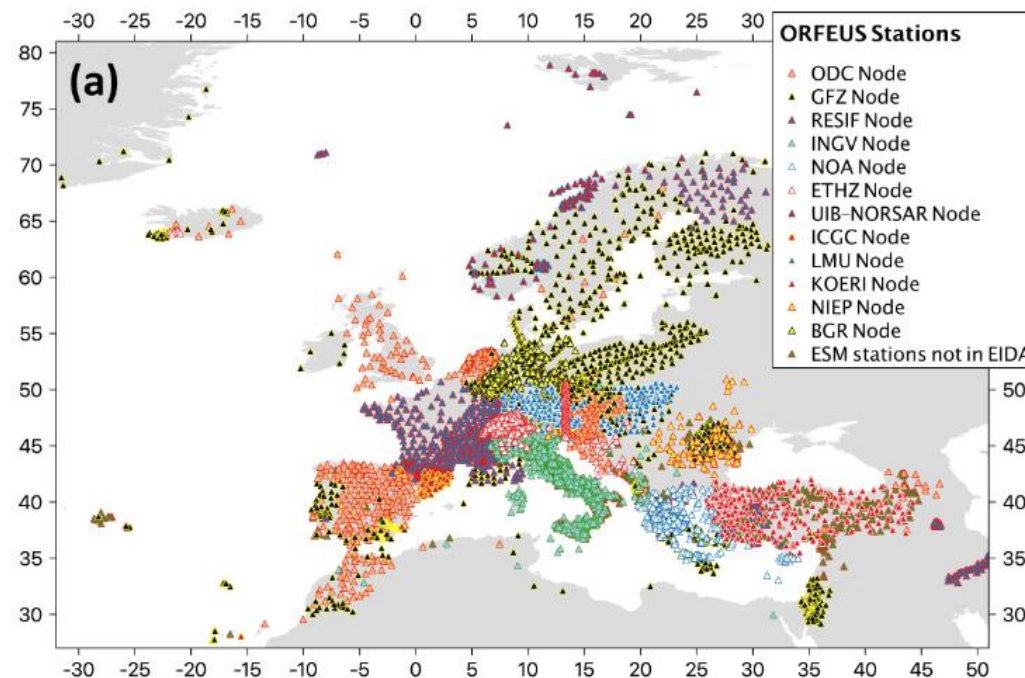 -30 -25 -20 -15 -10 -5 0 5 10 15 20 25 30
ORFEUS Stations
(a)
ODC Node
GFZ Node
RESIF Node
INGV Node
NOA Node
ETHZ Node
UIB-NORSAR Node
ICGC Node
LMU Node
KOERI Node
NIEP Node
BGR Node
ESM stations not in EIDA
80
75
70
65
60
55
50 50
45 45
40 40
35 35
30 30
-30 -25 -20 -15 -10 -5 0 5 10 15 20 25 30 35 40 45 50